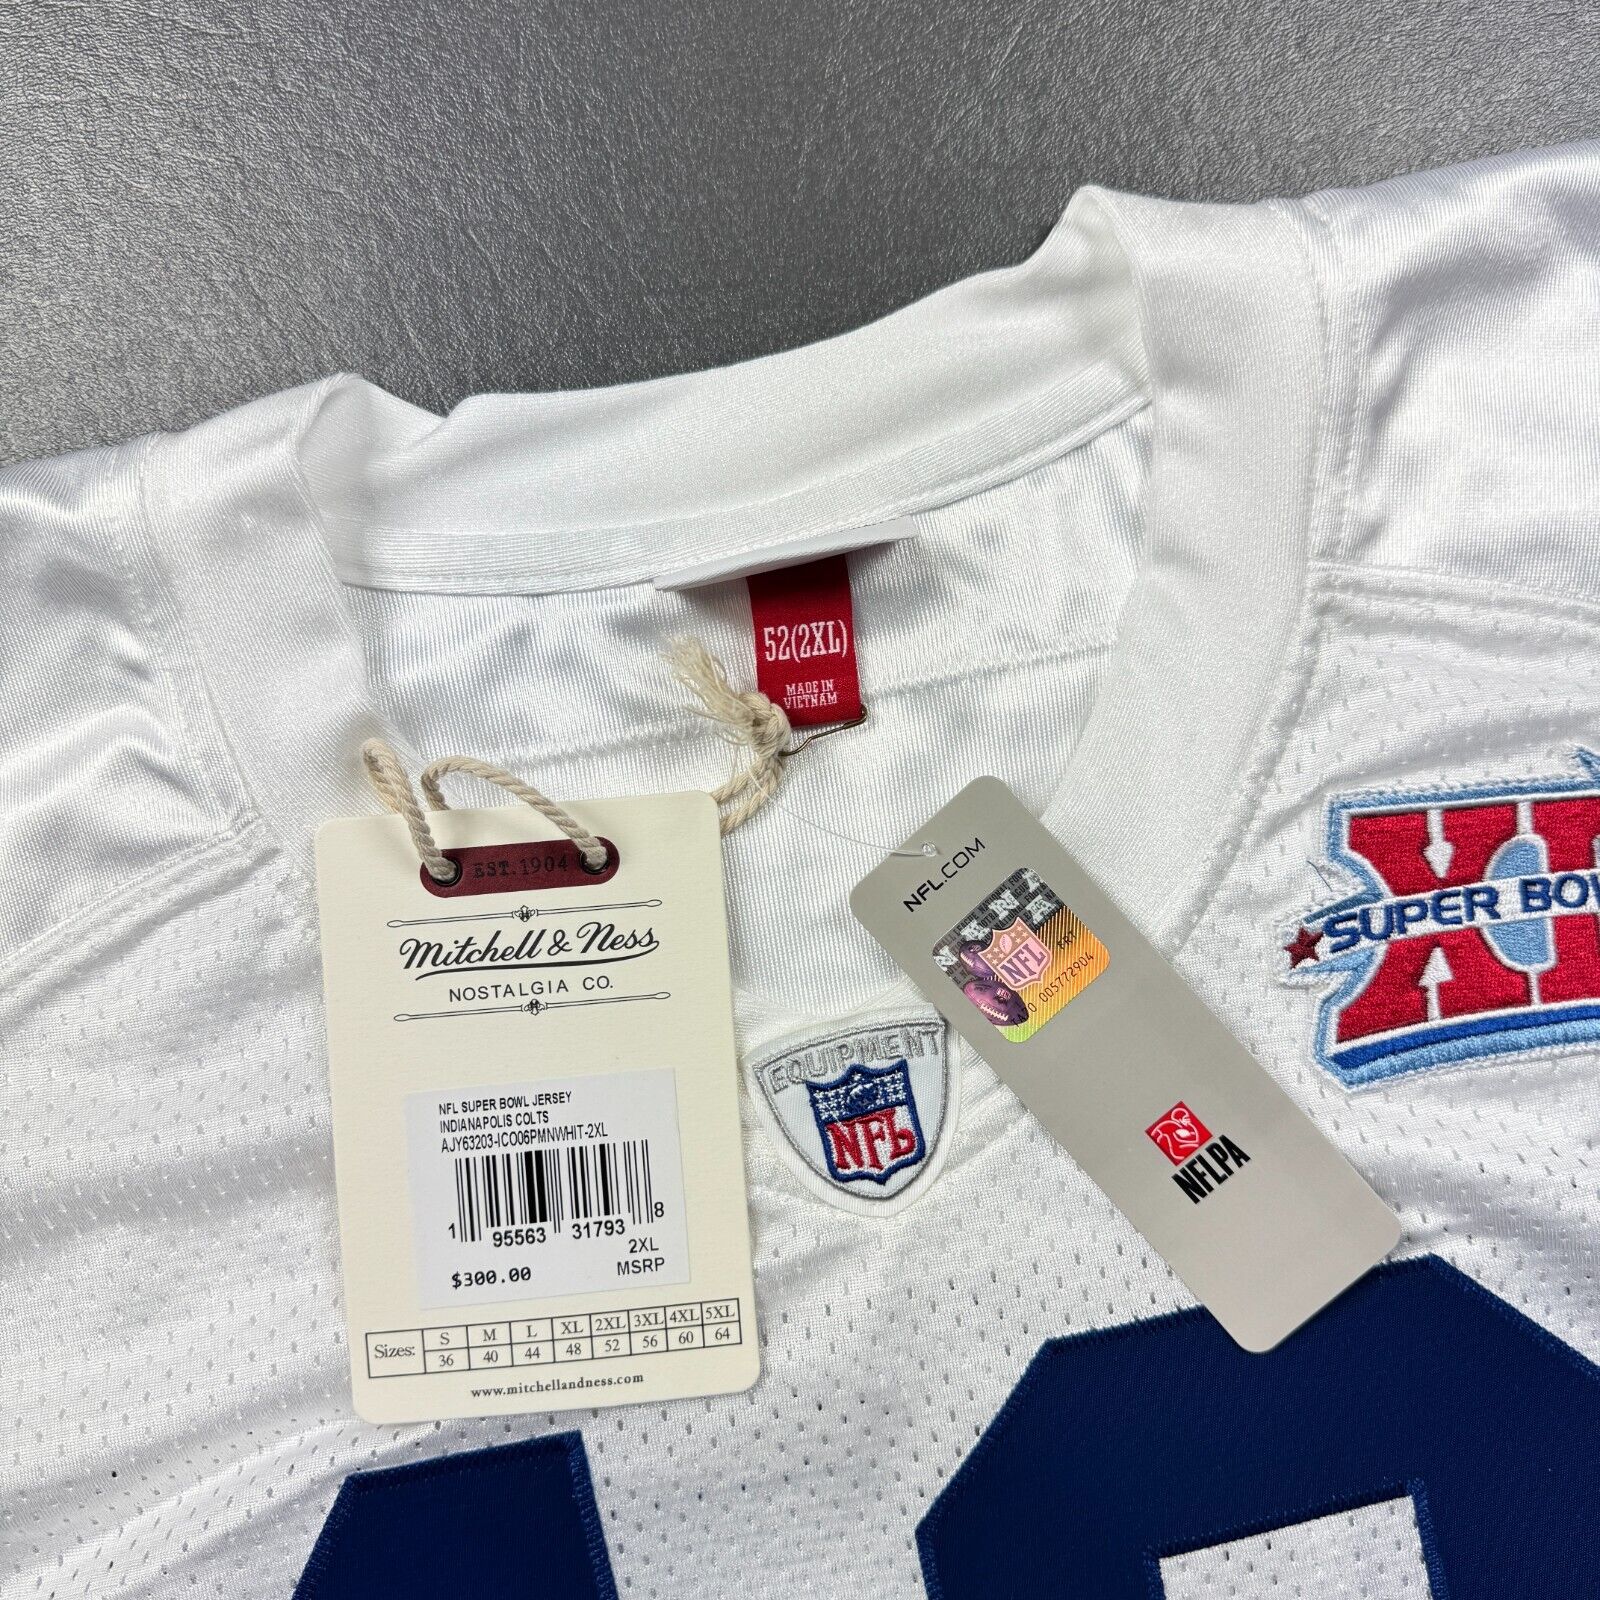 52(2XL)
MADE IN
VIETNAM
EST. 1904
Mitchell & Ness
NOSTALGIA CO.
NFL SUPER BOWL JERSEY
INDIANAPOLIS COLTS
AJY63203-ICO06PMNWHIT-2XL
1 95563 31793 8
2XL
$300.00 MSRP
Sizes: S M L XL 2XL 3XL 4XL 5XL
36 40 44 48 52 56 60 64
www.mitchellandness.com
NFL.COM
NFL
005772904
NFLPA
EQUIPMENT
NFL
XL
SUPER BOW